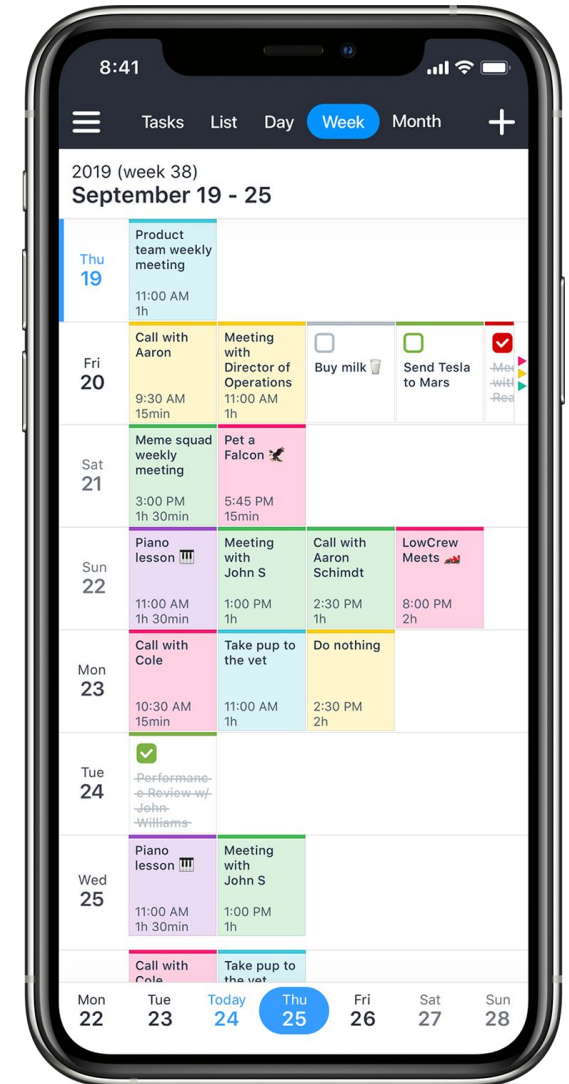 8:41
Tasks List Day Week Month
2019 (week 38)
September 19 - 25
Thu
19
Product
team weekly
meeting
11:00 AM
1h
Fri
20
Call with
Aaron
9:30 AM
15min
Meeting
with
Director of
Operations
11:00 AM
1h
Buy milk
Send Tesla
to Mars
Sat
21
Meme squad
weekly
meeting
3:00 PM
1h 30min
Pet a
Falcon
5:45 PM
15min
Sun
22
Piano
lesson
11:00 AM
1h 30min
Meeting
with
John S
1:00 PM
1h
Call with
Aaron
Schimdt
2:30 PM
1h
LowCrew
Meets
8:00 PM
2h
Mon
23
Call with
Cole
10:30 AM
15min
Take pup to
the vet
11:00 AM
1h
Do nothing
2:30 PM
2h
Tue
24
Performanc
e Review w/
John
Williams
Wed
25
Piano
lesson
11:00 AM
1h 30min
Meeting
with
John S
1:00 PM
1h
Call with
Cole
Take pup to
the vet
Mon Tue Today Thu Fri Sat Sun
22 23 24 25 26 27 28